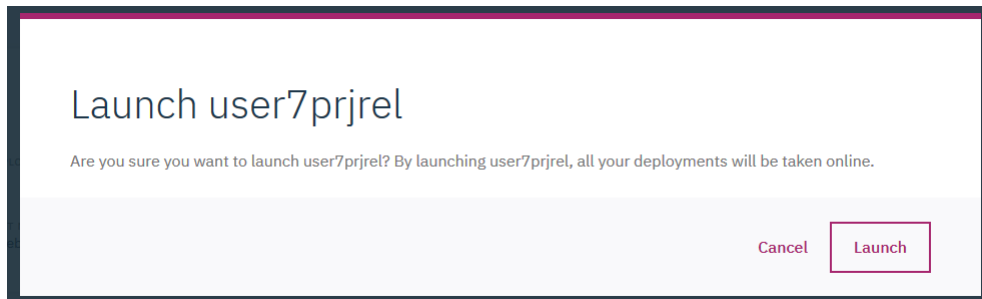 Launch user7prjrel
Are you sure you want to launch user7prjrel? By launching user7prjrel, all your deployments will be taken online.
Cancel
Launch